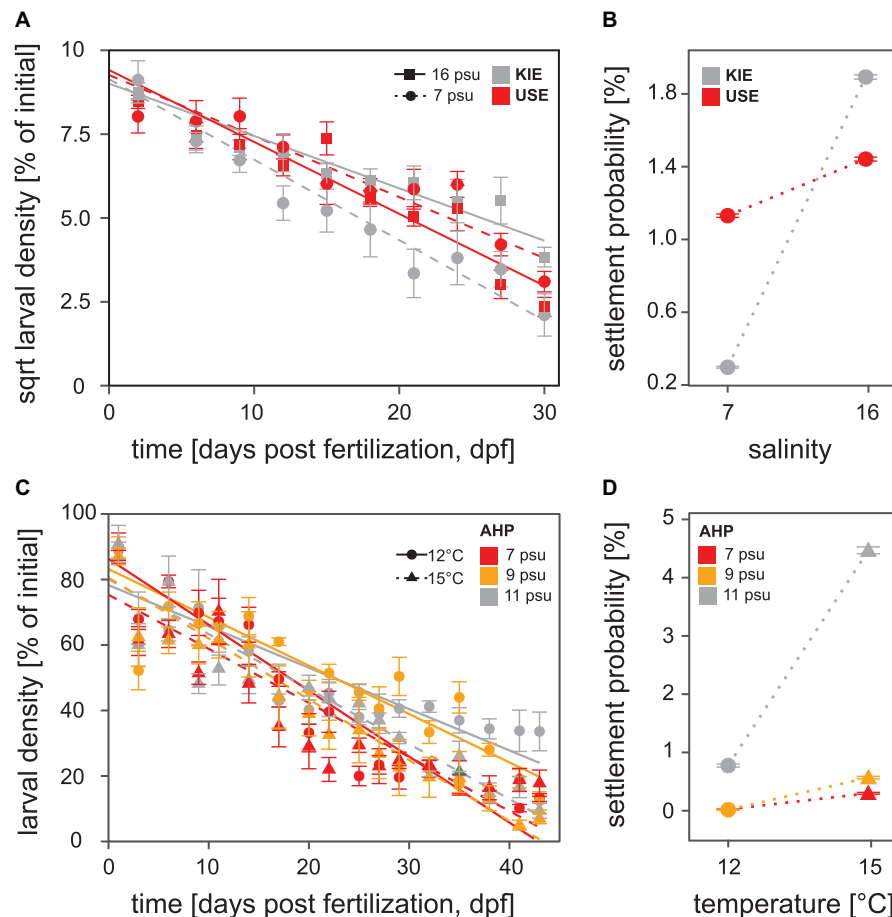 A
sqrt larval density [% of initial]
10
7.5
5.0
2.5
0
0 10 20 30
time [days post fertilization, dpf]
16 psu KIE
7 psu USE
B
settlement probability [%]
1.8
1.4
1.0
0.6
0.2
7 16
salinity
KIE
USE
C
larval density [% of initial]
100
80
60
40
20
0
0 10 20 30 40
time [days post fertilization, dpf]
AHP
12°C 7 psu
-15°C 9 psu
11 psu
D
settlement probability [%]
5
4
3
2
1
0
12 15
temperature [°C]
AHP
7 psu
9 psu
11 psu